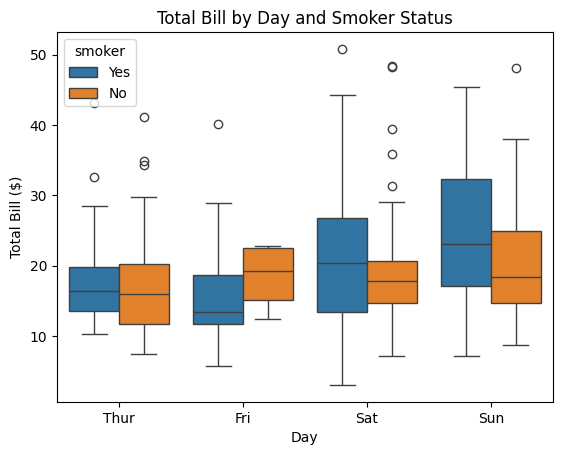 Total Bill by Day and Smoker Status
smoker
Yes
No
50
40
30
20
10
Total Bill ($)
Thur Fri Sat Sun
Day